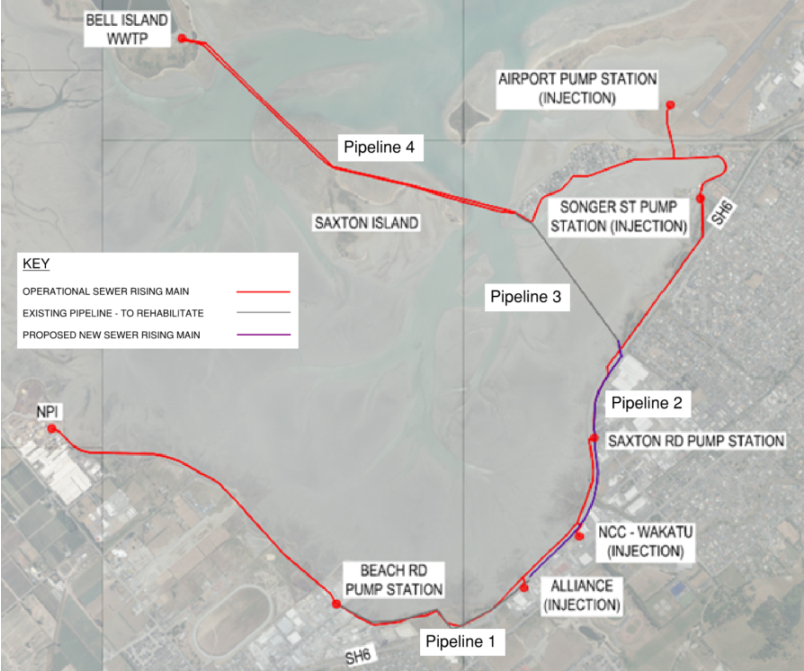 BELL ISLAND
WWTP
AIRPORT PUMP STATION
(INJECTION)
Pipeline 4
SONGER ST PUMP
STATION (INJECTION)
SH6
SAXTON ISLAND
KEY
OPERATIONAL SEWER RISING MAIN
EXISTING PIPELINE - TO REHABILITATE
PROPOSED NEW SEWER RISING MAIN
Pipeline 3
NPI
Pipeline 2
SAXTON RD PUMP STATION
NCC - WAKATU
(INJECTION)
BEACH RD
PUMP STATION
ALLIANCE
(INJECTION)
Pipeline 1
SH6